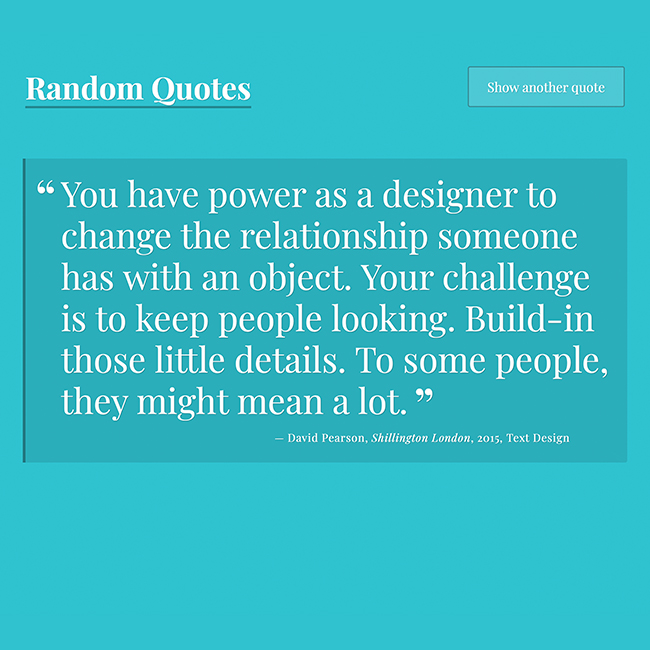 Random Quotes
Show another quote
“ You have power as a designer to
change the relationship someone
has with an object. Your challenge
is to keep people looking. Build-in
those little details. To some people,
they might mean a lot. ”
— David Pearson, Shillington London, 2015, Text Design